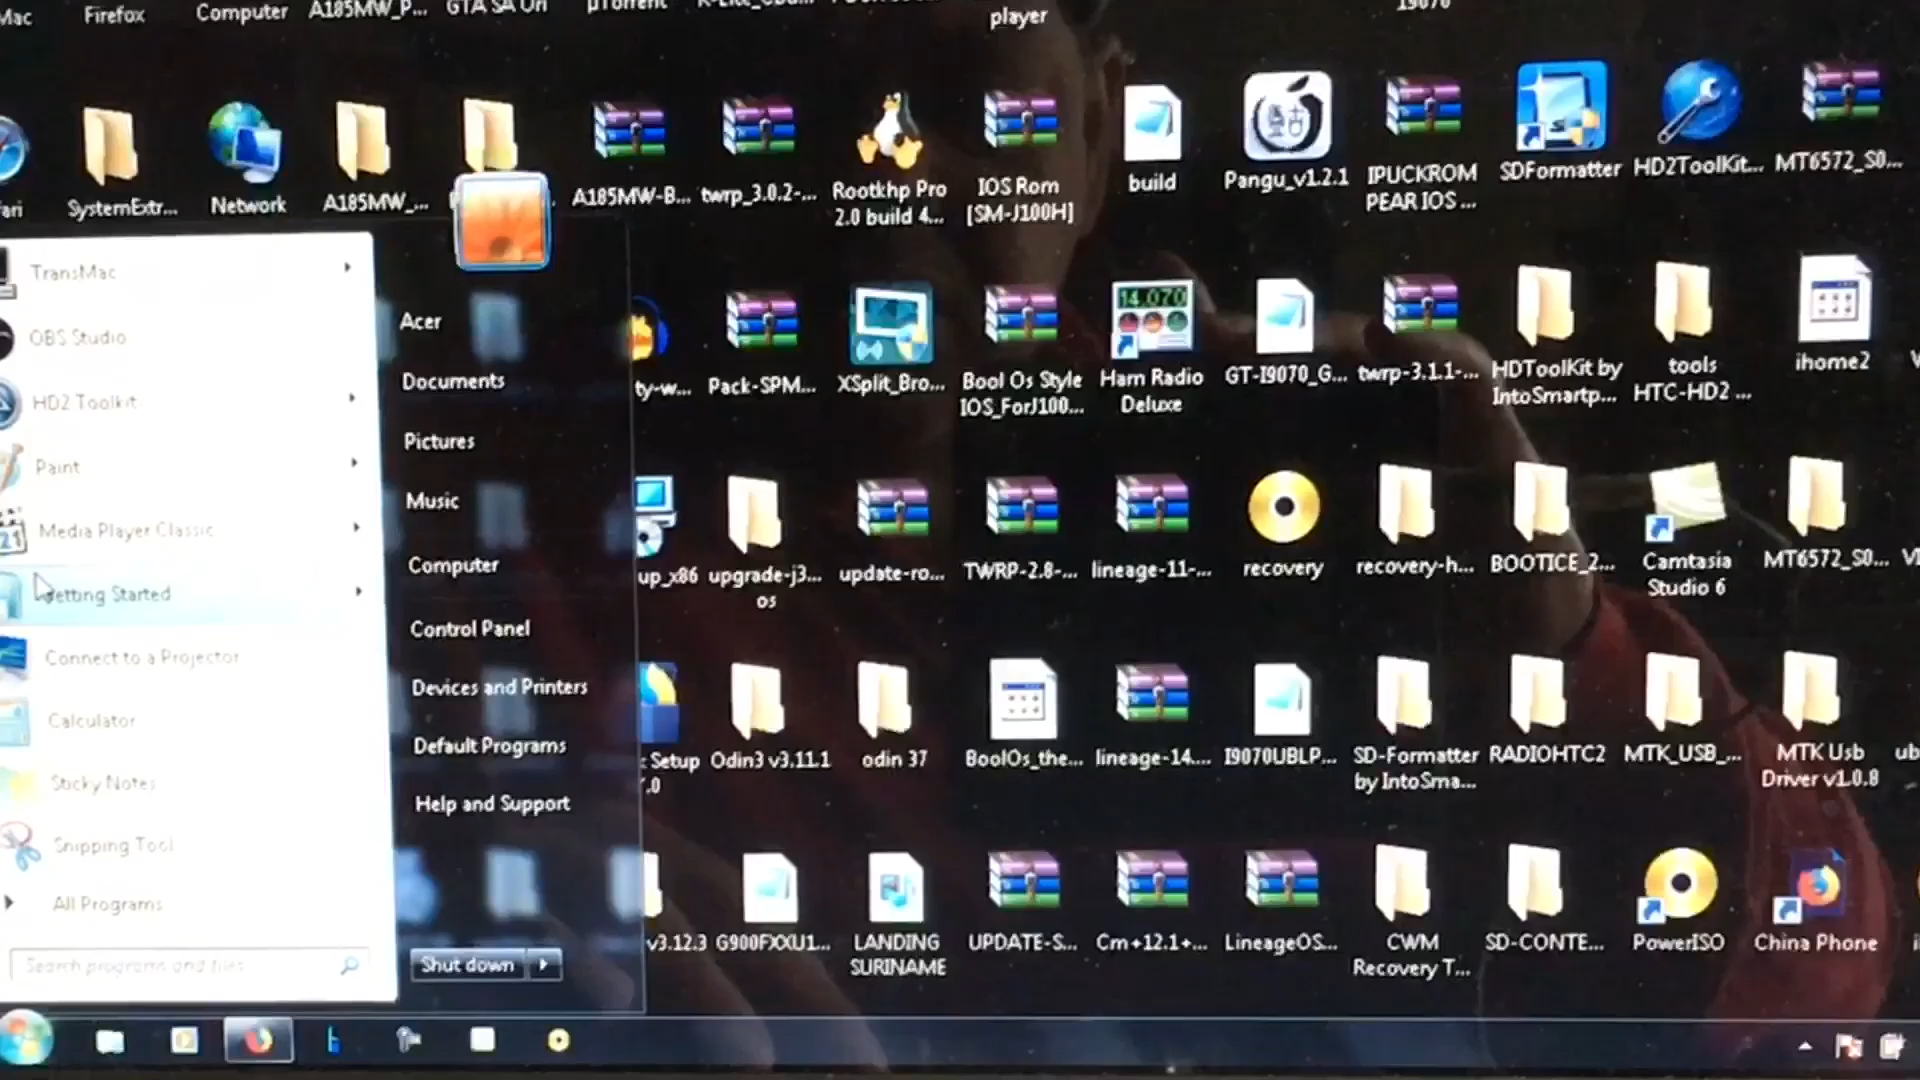 Mac
Firefox
Computer
A185MW_P...
GTA SA Ori
µTorrent
player
I9070
SystemExtr...
Network
A185MW_...
A185MW-B...
twrp_3.0.2-...
Rootkhp Pro
2.0 build 4...
IOS Rom
[SM-J100H]
build
Pangu_v1.2.1
IPUCKROM
PEAR IOS ...
SDFormatter
HD2ToolKit...
MT6572_S0...
TransMac
OBS Studio
HD2 Toolkit
Paint
Media Player Classic
Getting Started
Connect to a Projector
Calculator
Sticky Notes
Snipping Tool
All Programs
Search programs and files
Acer
Documents
Pictures
Music
Computer
Control Panel
Devices and Printers
Default Programs
Help and Support
Shut down
ty-w...
Pack-SPM...
XSplit_Bro...
Bool Os Style
IOS_ForJ100...
14.070
Ham Radio
Deluxe
GT-I9070_G...
twrp-3.1.1-...
HDToolKit by
IntoSmartp...
tools
HTC-HD2 ...
ihome2
up_x86
upgrade-j3...
os
update-ro...
TWRP-2.8-...
lineage-11-...
recovery
recovery-h...
BOOTICE_2...
Camtasia
Studio 6
MT6572_S0...
Setup
.0
Odin3 v3.11.1
odin 37
BoolOs_the...
lineage-14....
I9070UBLP...
SD-Formatter
by IntoSma...
RADIOHTC2
MTK_USB_...
MTK Usb
Driver v1.0.8
ub
v3.12.3
G900FXXU1...
LANDING
SURINAME
UPDATE-S...
Cm+12.1+...
LineageOS...
CWM
Recovery T...
SD-CONTE...
PowerISO
China Phone